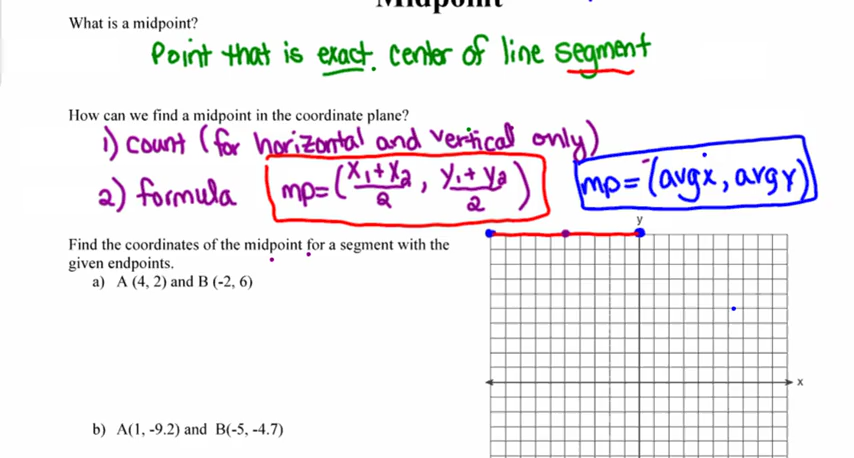 Midpoint
What is a midpoint?
Point that is exact center of line segment
How can we find a midpoint in the coordinate plane?
1) count (for horizontal and vertical only)
2) formula mp=(x₁+x₂/2, y₁+y₂/2) mp=(avgx, avgy)
y
Find the coordinates of the midpoint for a segment with the
given endpoints.
a) A (4, 2) and B (-2, 6)
x
b) A(1, -9.2) and B(-5, -4.7)